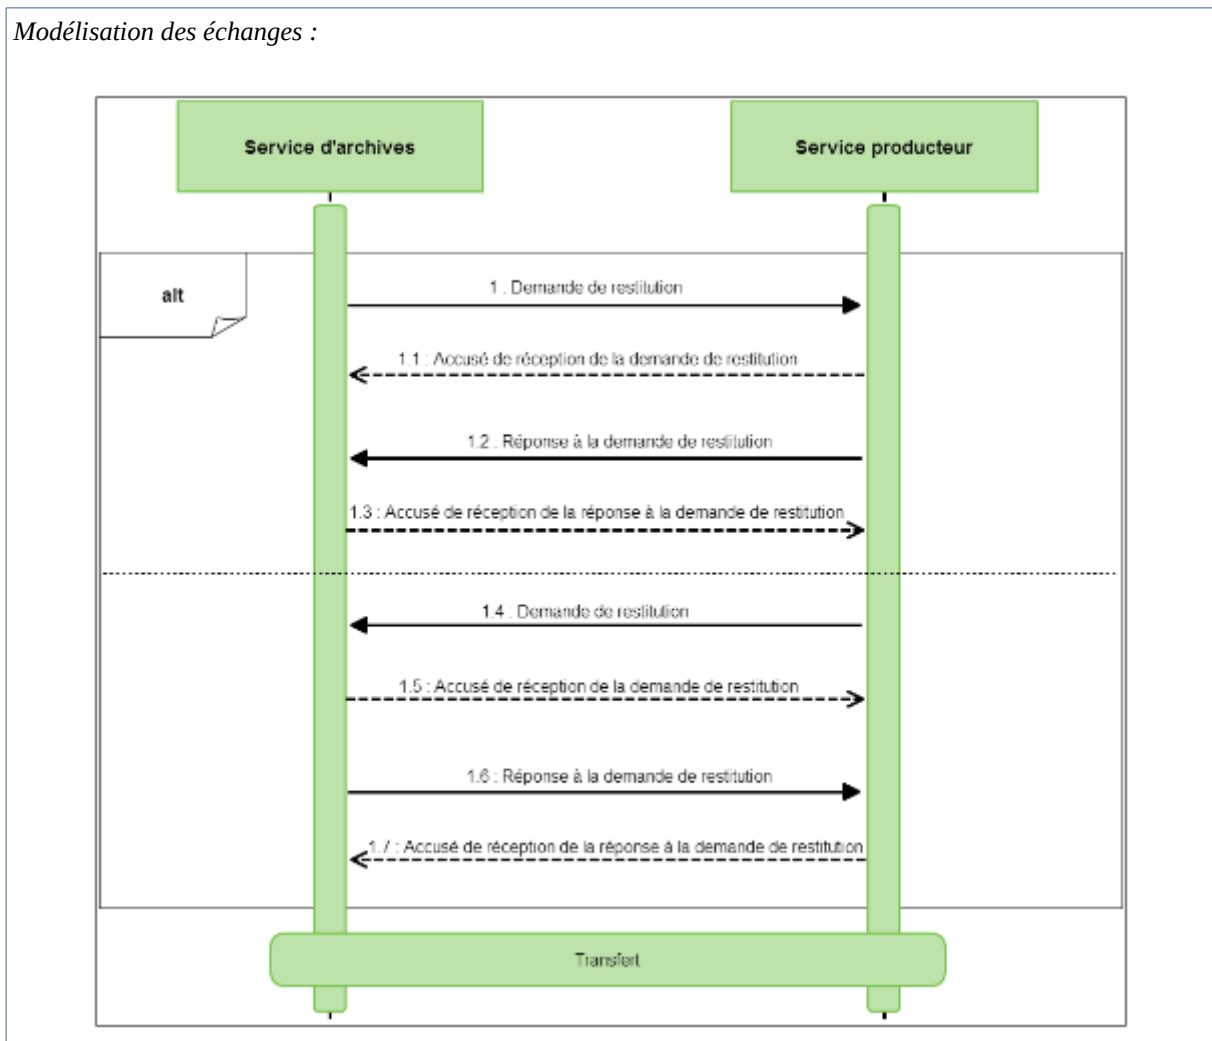 Modélisation des échanges :
Service d'archives
Service producteur
alt
1 : Demande de restitution
1.1 : Accusé de réception de la demande de restitution
1.2 : Réponse à la demande de restitution
1.3 : Accusé de réception de la réponse à la demande de restitution
1.4 : Demande de restitution
1.5 : Accusé de réception de la demande de restitution
1.6 : Réponse à la demande de restitution
1.7 : Accusé de réception de la réponse à la demande de restitution
Transfert